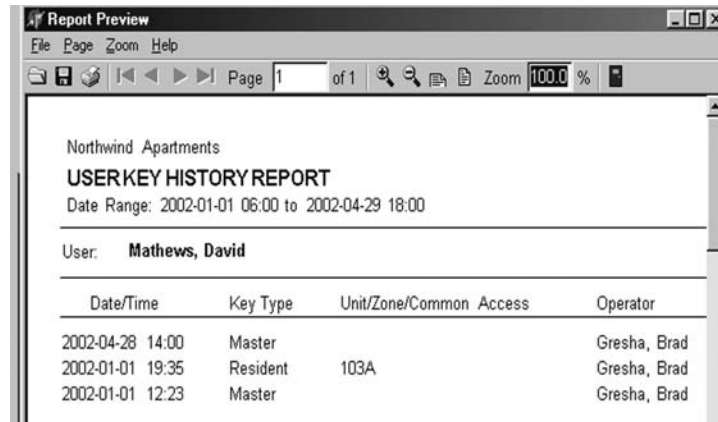 Report Preview
File Page Zoom Help
Page 1 of 1 Zoom 100.0 %
Northwind Apartments
USER KEY HISTORY REPORT
Date Range: 2002-01-01 06:00 to 2002-04-29 18:00
User: Mathews, David
Date/Time Key Type Unit/Zone/Common Access Operator
2002-04-28 14:00 Master Gresha, Brad
2002-01-01 19:35 Resident 103A Gresha, Brad
2002-01-01 12:23 Master Gresha, Brad